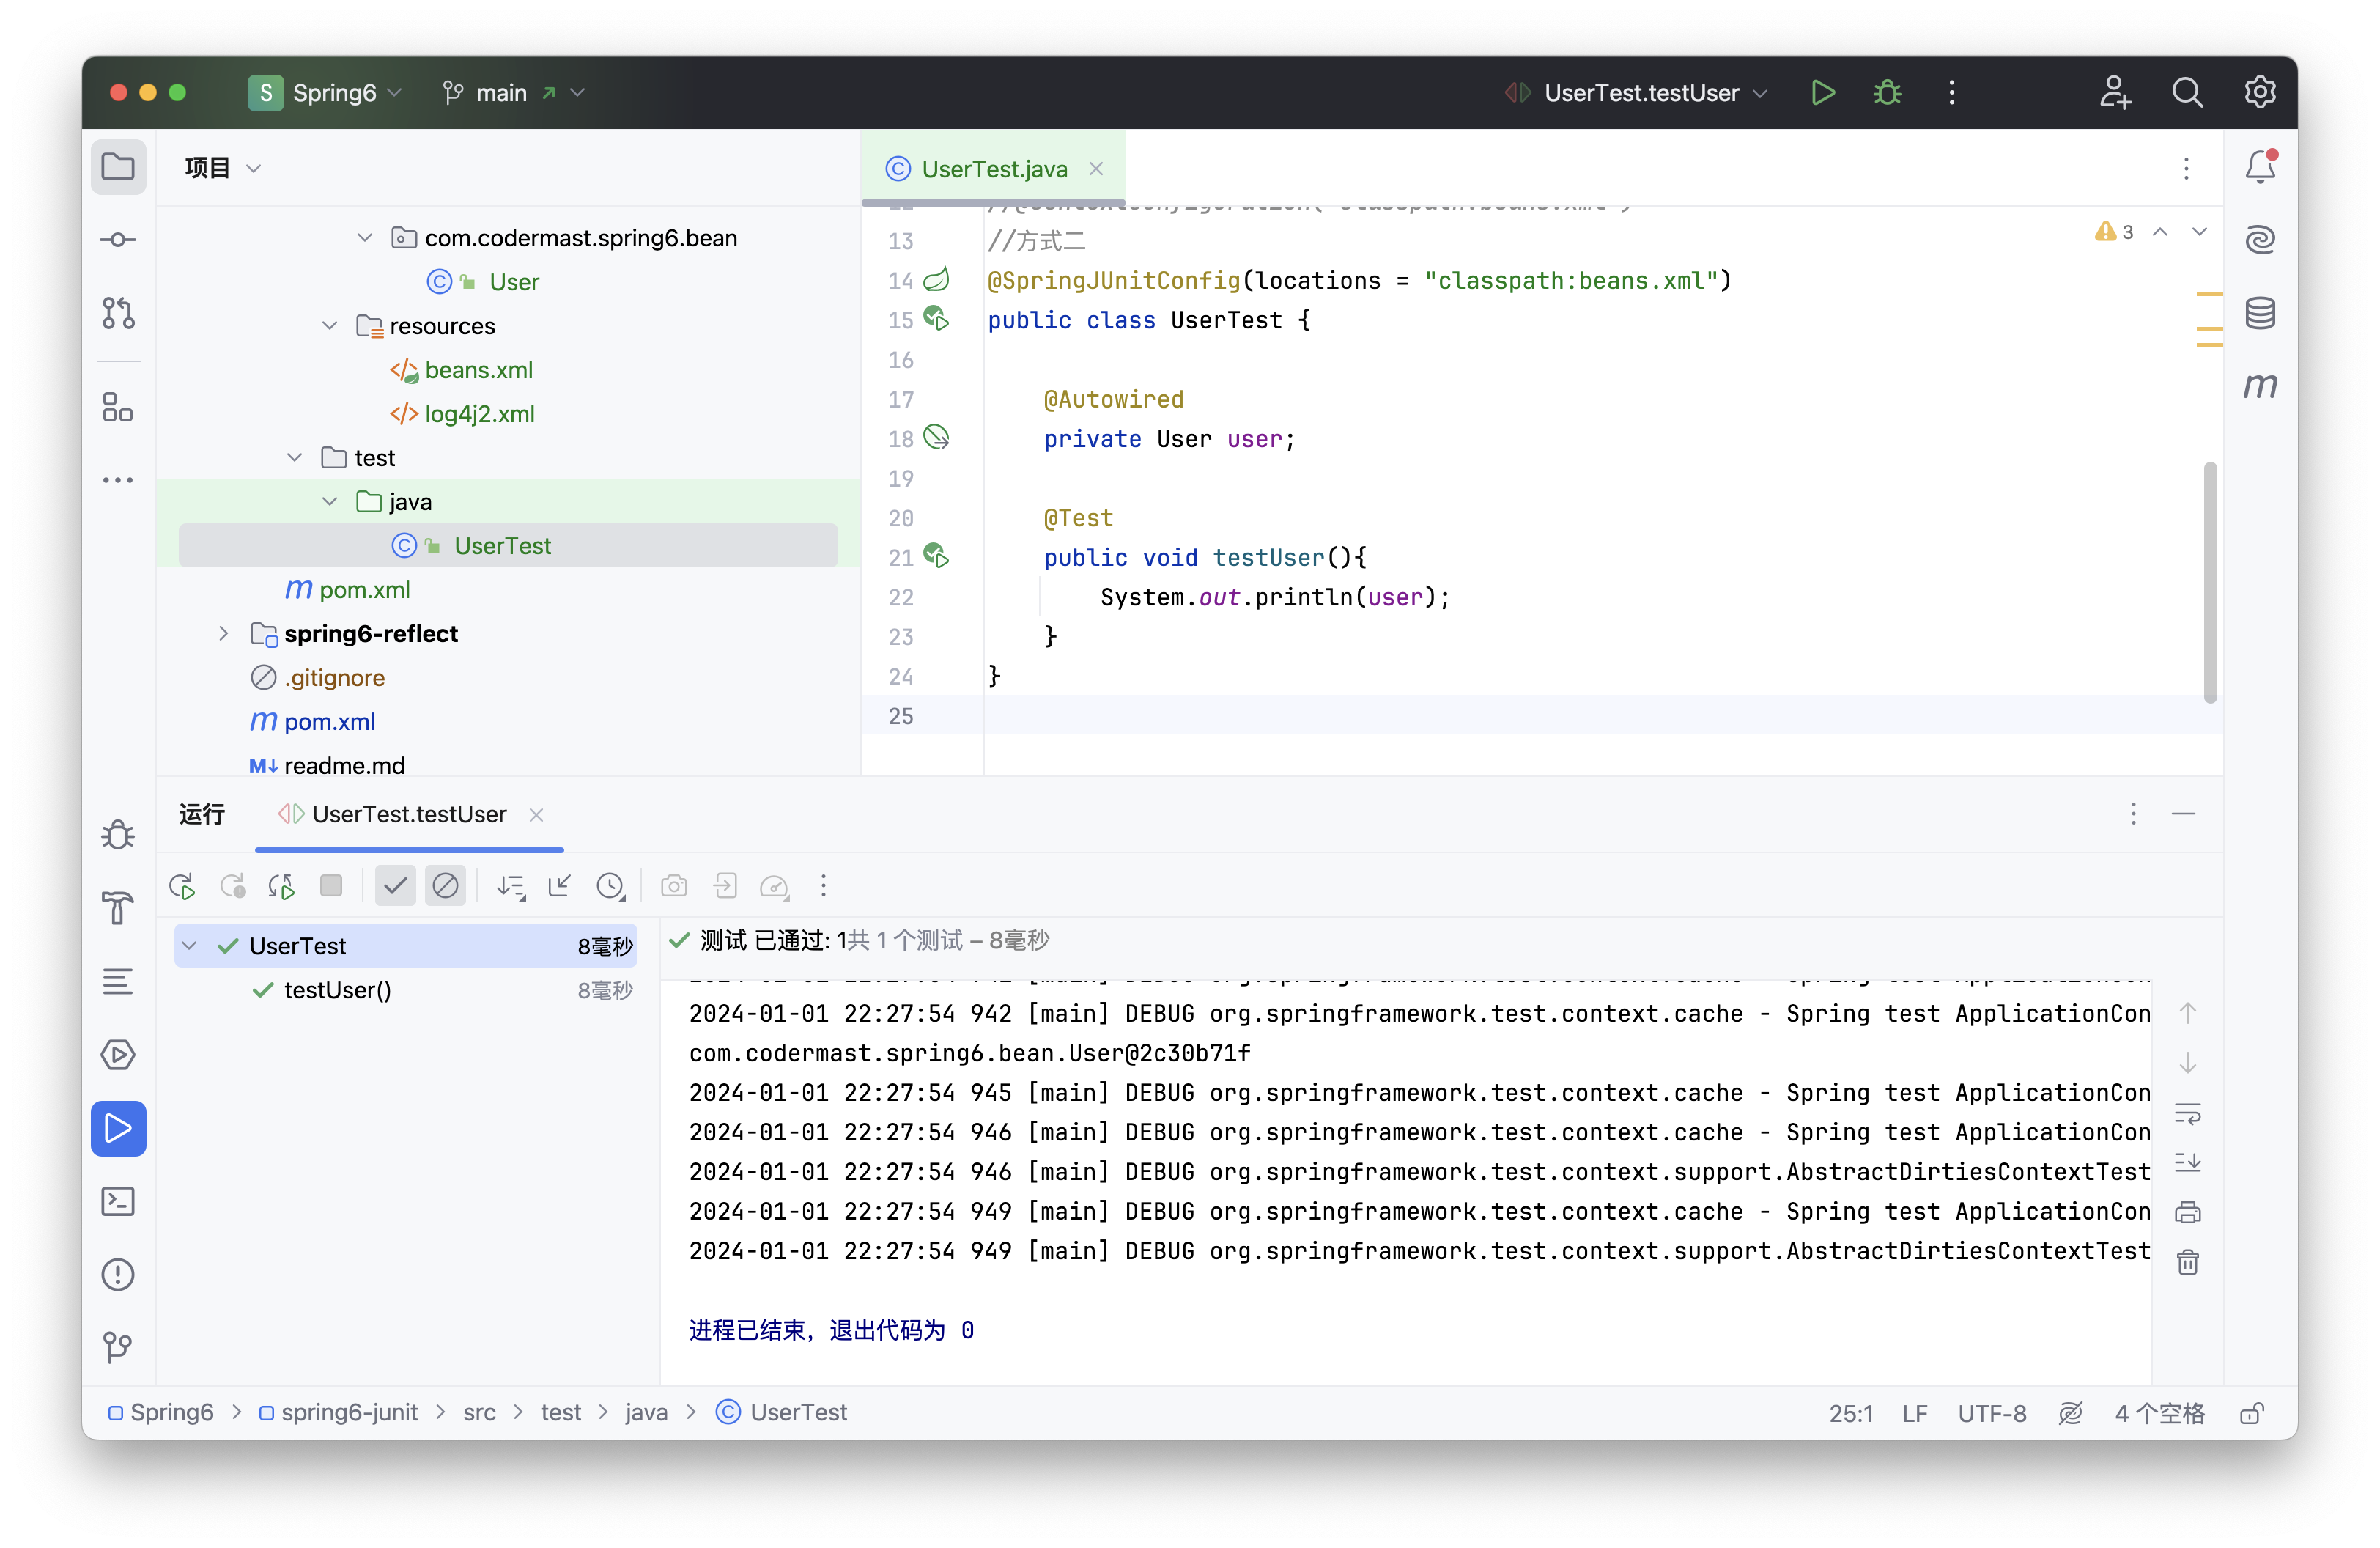 S Spring6 main UserTest.testUser
项目
com.codermast.spring6.bean
User
resources
beans.xml
log4j2.xml
test
java
UserTest
pom.xml
spring6-reflect
.gitignore
pom.xml
readme.md
UserTest.java
3
13 //方式二
14 @SpringJUnitConfig(locations = "classpath:beans.xml")
15 public class UserTest {
16
17 @Autowired
18 private User user;
19
20 @Test
21 public void testUser(){
22 System.out.println(user);
23 }
24 }
25
运行 UserTest.testUser
UserTest 8毫秒
testUser() 8毫秒
测试 已通过: 1共 1 个测试 – 8毫秒
2024-01-01 22:27:54 942 [main] DEBUG org.springframework.test.context.cache - Spring test ApplicationCon
com.codermast.spring6.bean.User@2c30b71f
2024-01-01 22:27:54 945 [main] DEBUG org.springframework.test.context.cache - Spring test ApplicationCon
2024-01-01 22:27:54 946 [main] DEBUG org.springframework.test.context.cache - Spring test ApplicationCon
2024-01-01 22:27:54 946 [main] DEBUG org.springframework.test.context.support.AbstractDirtiesContextTest
2024-01-01 22:27:54 949 [main] DEBUG org.springframework.test.context.cache - Spring test ApplicationCon
2024-01-01 22:27:54 949 [main] DEBUG org.springframework.test.context.support.AbstractDirtiesContextTest
进程已结束，退出代码为 0
Spring6 > spring6-junit > src > test > java > UserTest 25:1 LF UTF-8 4 个空格